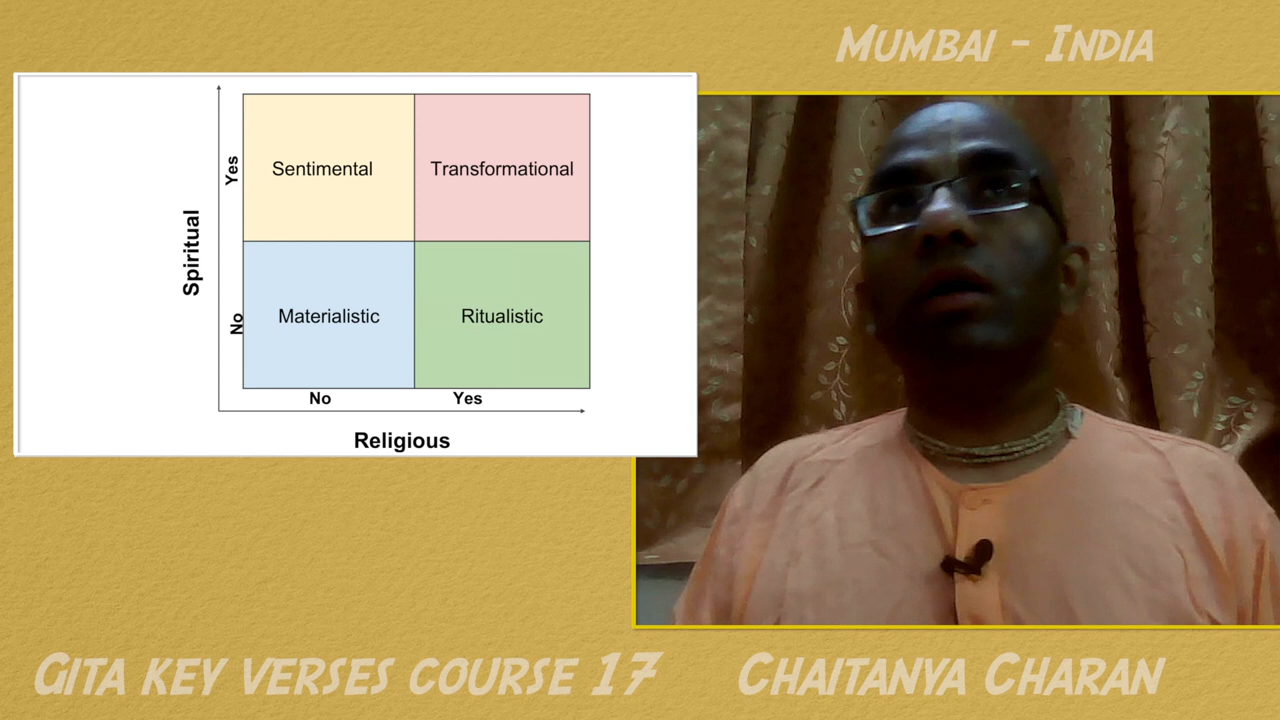 MUMBAI - INDIA
Sentimental
Transformational
Materialistic
Ritualistic
Spiritual
Yes
No
No
Yes
Religious
GITA KEY VERSES COURSE 17
CHAITANYA CHARAN